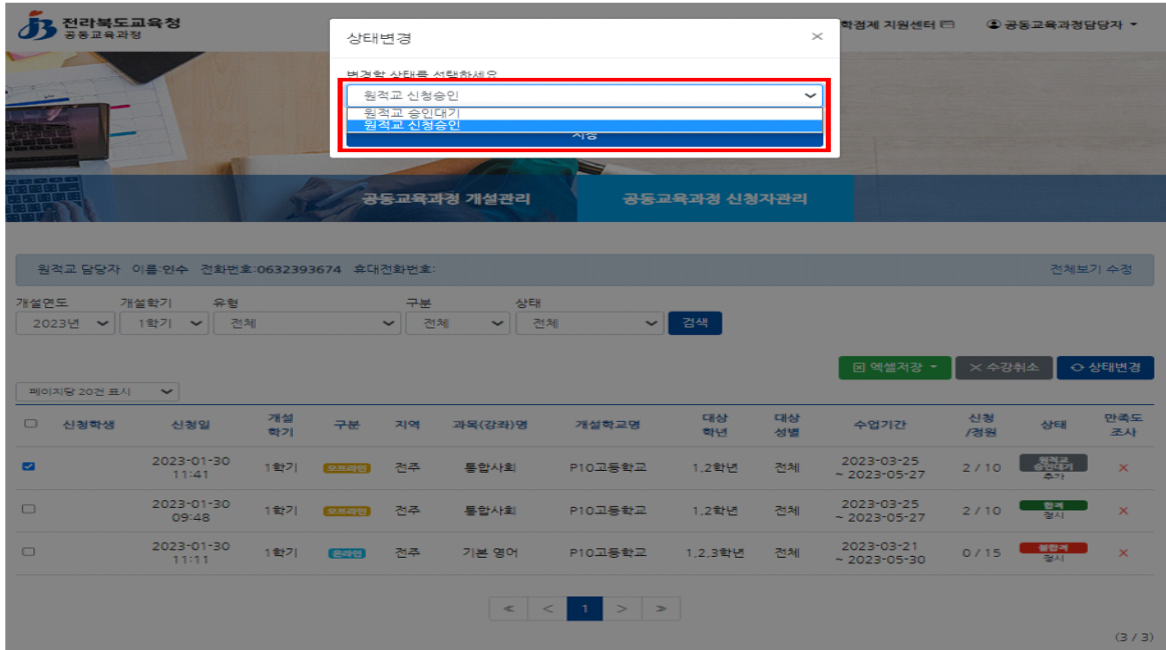 전라북도교육청
공동교육과정
학점제 지원센터
공동교육과정담당자
상태변경
변경할 상태를 선택하세요
원적교 신청승인
원적교 승인대기
원적교 신청승인
저장
공동교육과정 개설관리 공동교육과정 신청자관리
원적교 담당자 이름:인수 전화번호:0632393674 휴대전화번호: 전체보기 수정
개설연도 개설학기 유형 구분 상태
2023년 1학기 전체 전체 전체 검색
엑셀저장 수강취소 상태변경
페이지당 20건 표시
신청학생 신청일 개설 학기 구분 지역 과목(강좌)명 개설학교명 대상 학년 대상 성별 수업기간 신청 /정원 상태 만족도 조사
2023-01-30 11:41 1학기 오프라인 전주 통합사회 P10고등학교 1,2학년 전체 2023-03-25 ~ 2023-05-27 2 / 10 원적교 승인대기 추가
2023-01-30 09:48 1학기 오프라인 전주 통합사회 P10고등학교 1,2학년 전체 2023-03-25 ~ 2023-05-27 2 / 10 합격 정시
2023-01-30 11:11 1학기 온라인 전주 기본 영어 P10고등학교 1,2,3학년 전체 2023-03-21 ~ 2023-05-30 0 / 15 불합격 정시
« < 1 > »
(3 / 3)